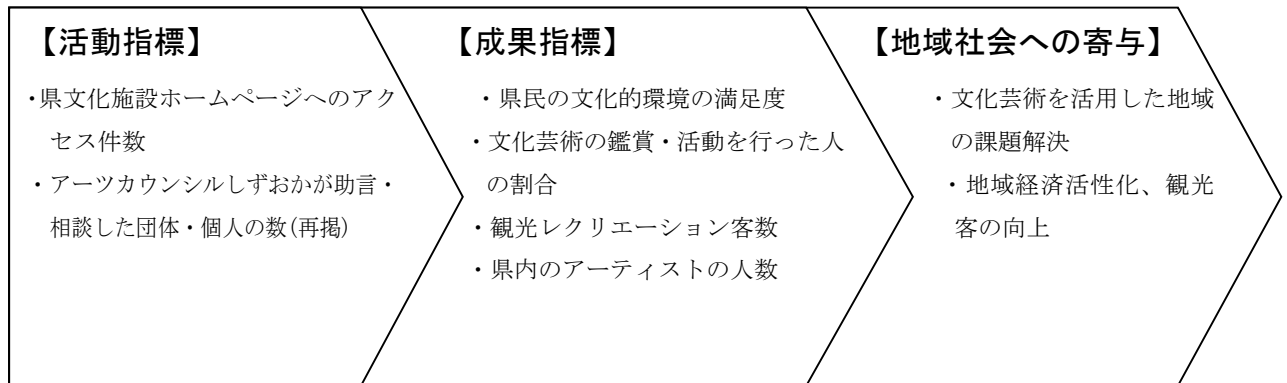 【活動指標】
・県文化施設ホームページへのアク
セス件数
・アーツカウンシルしずおかが助言・
相談した団体・個人の数(再掲)
【成果指標】
・県民の文化的環境の満足度
・文化芸術の鑑賞・活動を行った人
の割合
・観光レクリエーション客数
・県内のアーティストの人数
【地域社会への寄与】
・文化芸術を活用した地域
の課題解決
・地域経済活性化、観光
客の向上